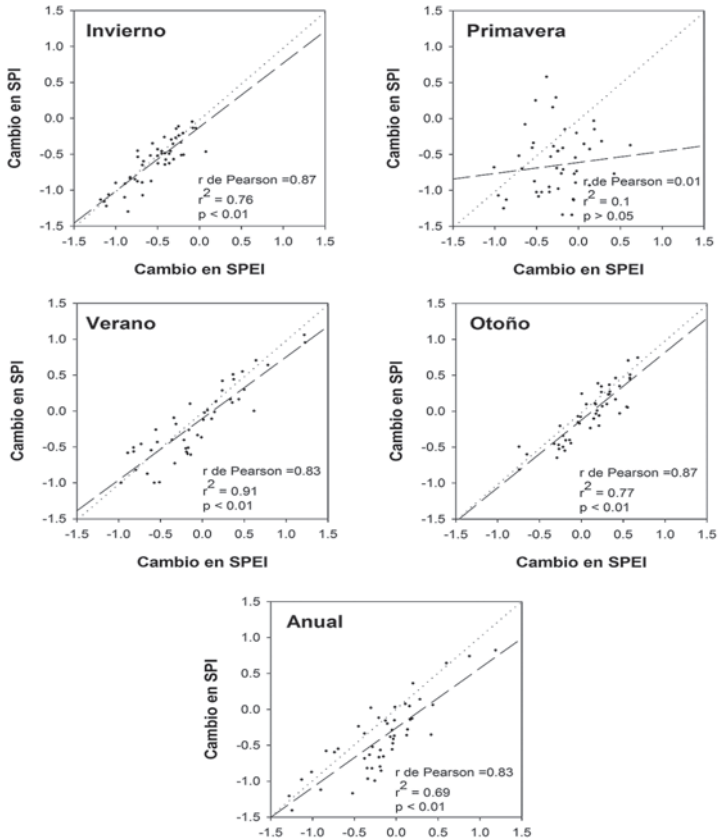 Invierno
Cambio en SPI
1.5
1.0
0.5
0.0
-0.5
-1.0
-1.5
r de Pearson =0.87
r2 = 0.76
p < 0.01
-1.5 -1.0 -0.5 0.0 0.5 1.0 1.5
Cambio en SPEI
Primavera
Cambio en SPI
1.5
1.0
0.5
0.0
-0.5
-1.0
-1.5
r de Pearson=0.01
r2 = 0.1
p > 0.05
-1.5 -1.0 -0.5 0.0 0.5 1.0 1.5
Cambio en SPEI
Verano
Cambio en SPI
1.5
1.0
0.5
0.0
-0.5
-1.0
-1.5
r de Pearson =0.83
r2 = 0.91
p < 0.01
-1.5 -1.0 -0.5 0.0 0.5 1.0 1.5
Cambio en SPEI
Otoño
Cambio en SPI
1.5
1.0
0.5
0.0
-0.5
-1.0
-1.5
r de Pearson =0.87
r2 = 0.77
p < 0.01
-1.5 -1.0 -0.5 0.0 0.5 1.0 1.5
Cambio en SPEI
Anual
Cambio en SPI
1.5
1.0
0.5
0.0
-0.5
-1.0
-1.5
r de Pearson =0.83
r2 = 0.69
p < 0.01
-1.5 -1.0 -0.5 0.0 0.5 1.0 1.5